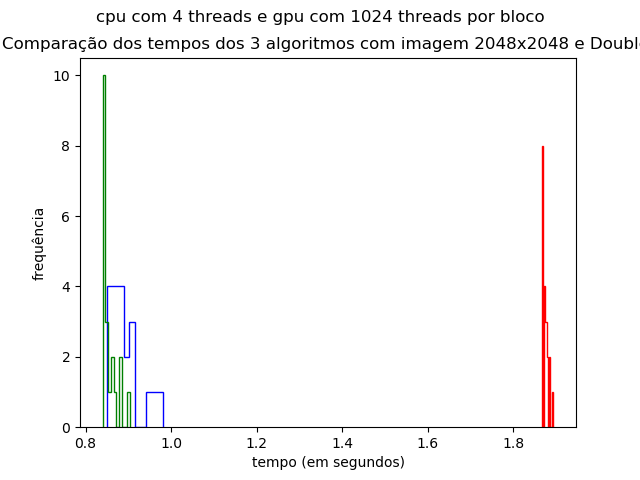 cpu com 4 threads e gpu com 1024 threads por bloco
Comparação dos tempos dos 3 algoritmos com imagem 2048x2048 e
frequência
10
8
6
4
2
0
0.8 1.0 1.2 1.4 1.6 1.8
tempo (em segundos)